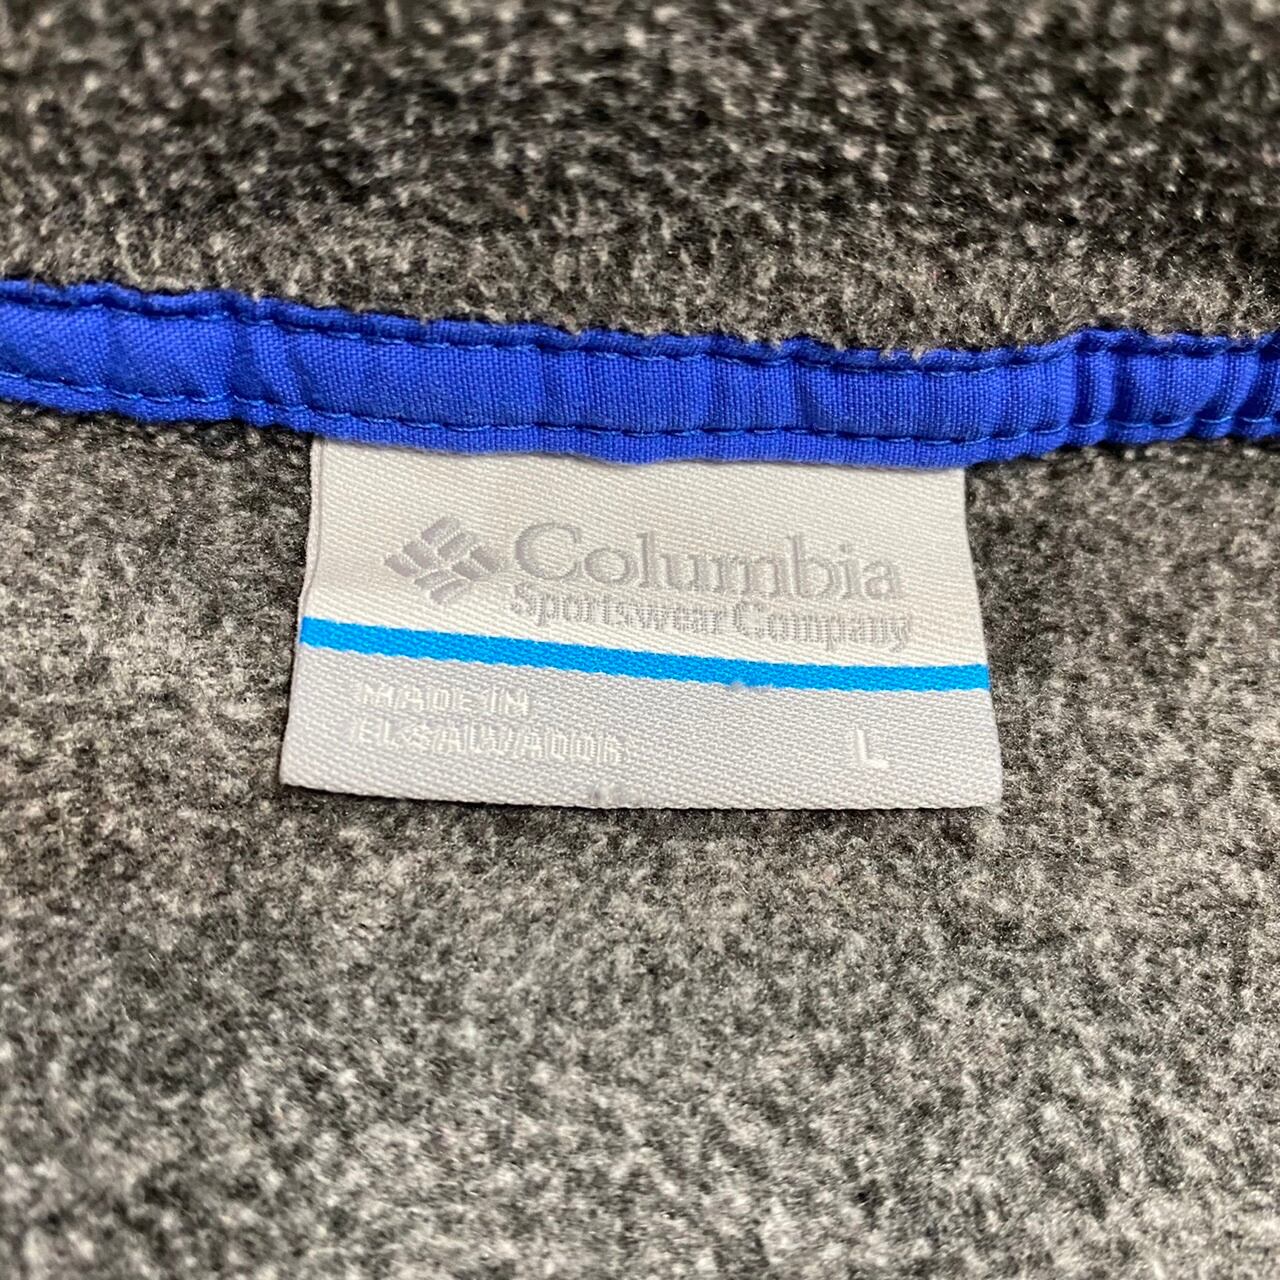 Columbia
Sportswear Company
MADE IN
EL SALVADOR
L